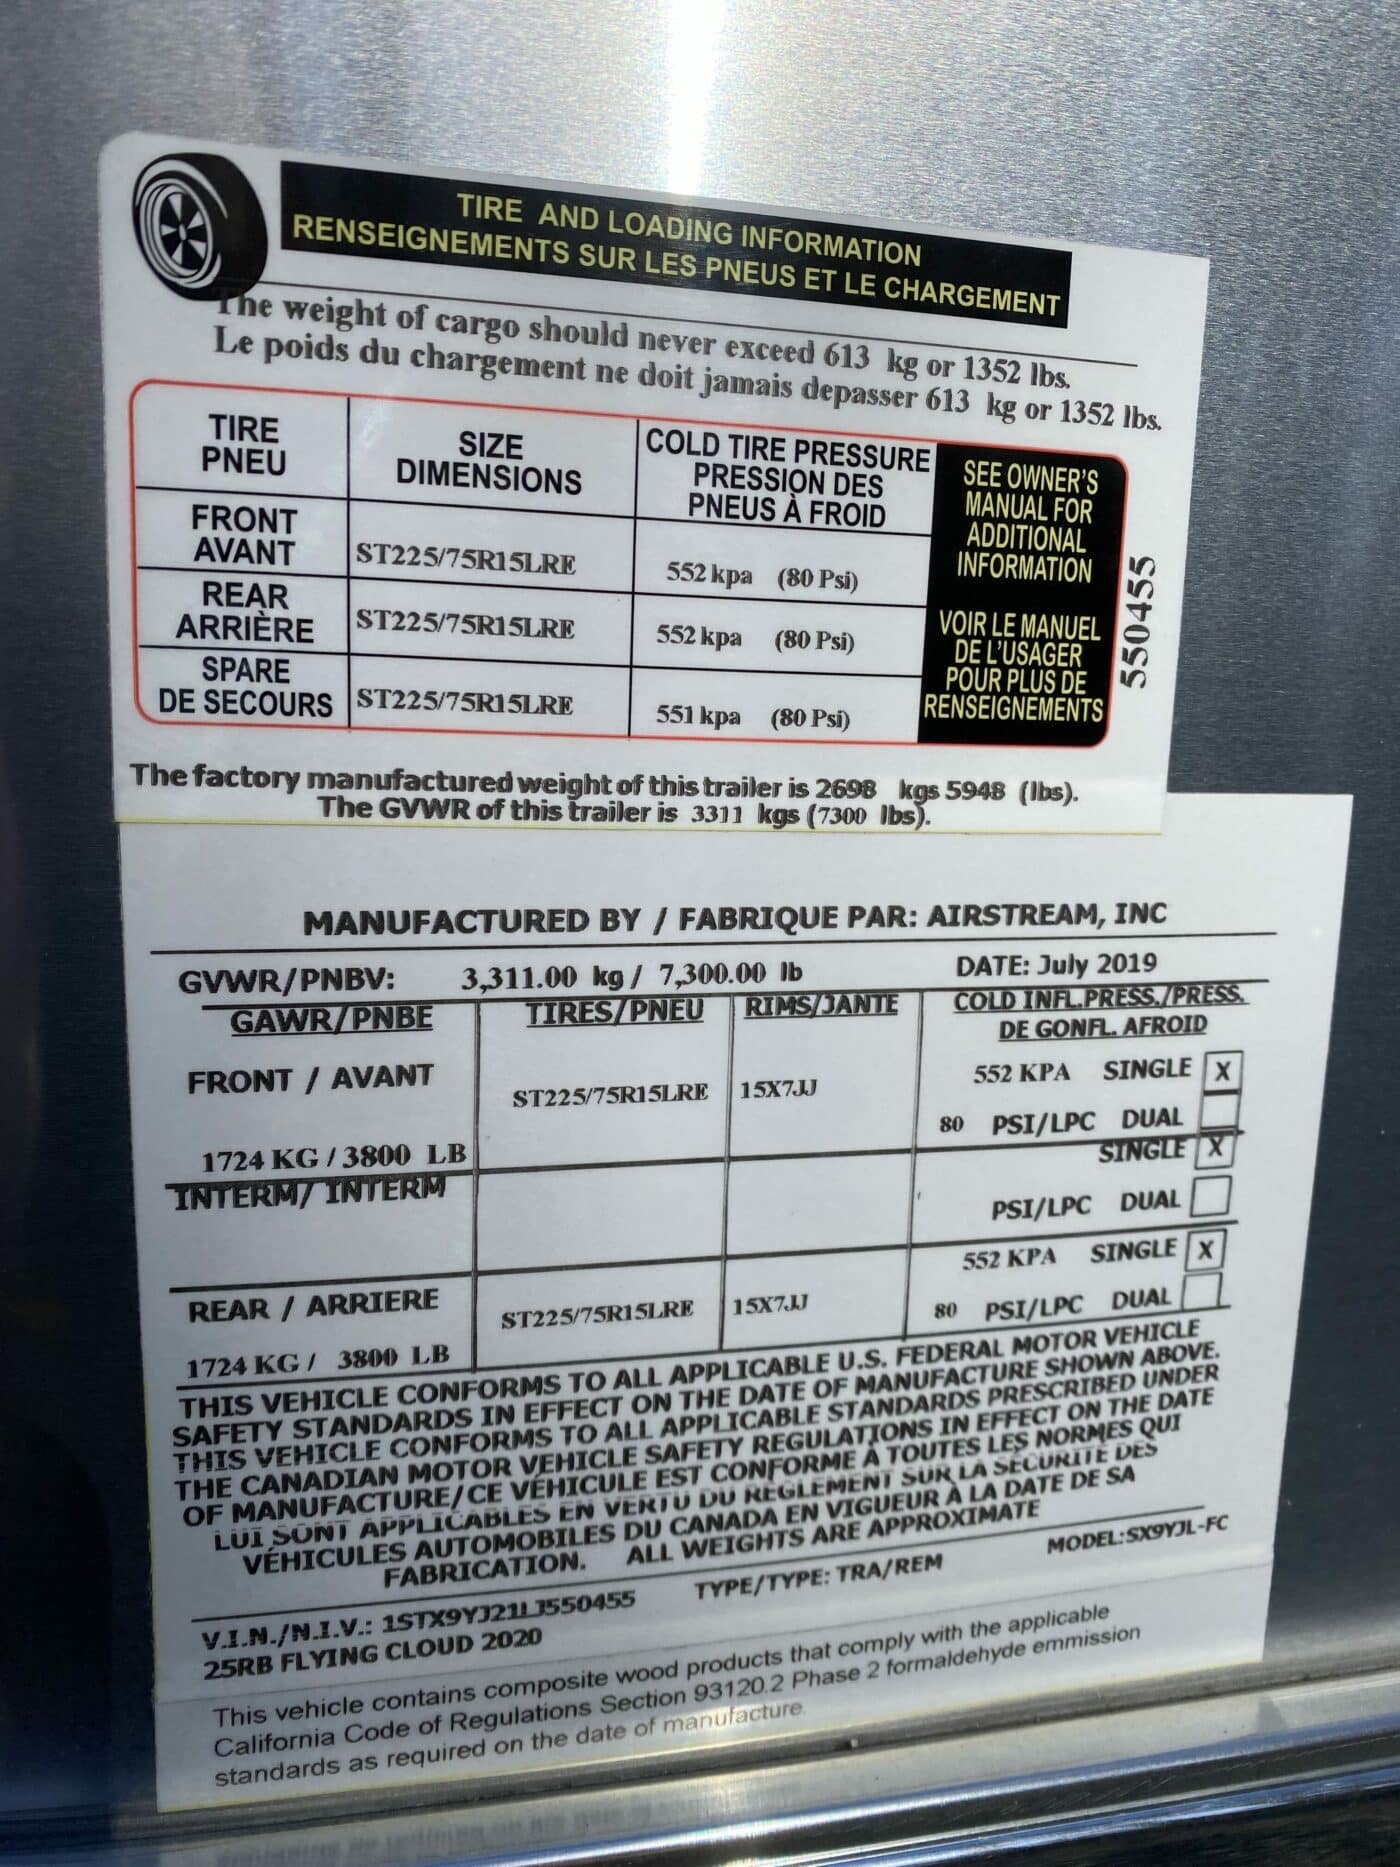 TIRE AND LOADING INFORMATION
RENSEIGNEMENTS SUR LES PNEUS ET LE CHARGEMENT
The weight of cargo should never exceed 613 kg or 1352 lbs.
Le poids du chargement ne doit jamais depasser 613 kg or 1352 lbs.
TIRE
PNEU
SIZE
DIMENSIONS
COLD TIRE PRESSURE
PRESSION DES
PNEUS À FROID
FRONT
AVANT
ST225/75R15LRE
552 kpa (80 Psi)
REAR
ARRIÈRE
ST225/75R15LRE
552 kpa (80 Psi)
SPARE
DE SECOURS
ST225/75R15LRE
551 kpa (80 Psi)
SEE OWNER'S
MANUAL FOR
ADDITIONAL
INFORMATION
VOIR LE MANUEL
DE L'USAGER
POUR PLUS DE
RENSEIGNEMENTS
550455
The factory manufactured weight of this trailer is 2698 kgs 5948 (lbs).
The GVWR of this trailer is 3311 kgs (7300 lbs).
MANUFACTURED BY / FABRIQUE PAR: AIRSTREAM, INC
GVWR/PNBV: 3,311.00 kg / 7,300.00 lb DATE: July 2019
GAWR/PNBE TIRES/PNEU RIMS/JANTE COLD INFL.PRESS./PRESS.
DE GONFL. AFROID
FRONT / AVANT ST225/75R15LRE 15X7JJ 552 KPA SINGLE X
80 PSI/LPC DUAL
1724 KG / 3800 LB
INTERM/ INTERM SINGLE X
PSI/LPC DUAL
552 KPA SINGLE X
REAR / ARRIERE ST225/75R15LRE 15X7JJ 80 PSI/LPC DUAL
1724 KG / 3800 LB
THIS VEHICLE CONFORMS TO ALL APPLICABLE U.S. FEDERAL MOTOR VEHICLE
SAFETY STANDARDS IN EFFECT ON THE DATE OF MANUFACTURE SHOWN ABOVE.
THIS VEHICLE CONFORMS TO ALL APPLICABLE STANDARDS PRESCRIBED UNDER
THE CANADIAN MOTOR VEHICLE SAFETY REGULATIONS IN EFFECT ON THE DATE
OF MANUFACTURE/CE VÉHICULE EST CONFORME À TOUTES LES NORMES QUI
LUI SONT APPLICABLES EN VERTU DU RÈGLEMENT SUR LA SÉCURITÉ DES
VÉHICULES AUTOMOBILES DU CANADA EN VIGUEUR À LA DATE DE SA
FABRICATION. ALL WEIGHTS ARE APPROXIMATE
V.I.N./N.I.V.: 1STX9YJ21LJ550455 TYPE/TYPE: TRA/REM MODEL:SX9YJL-FC
25RB FLYING CLOUD 2020
This vehicle contains composite wood products that comply with the applicable
California Code of Regulations Section 93120.2 Phase 2 formaldehyde emmission
standards as required on the date of manufacture.